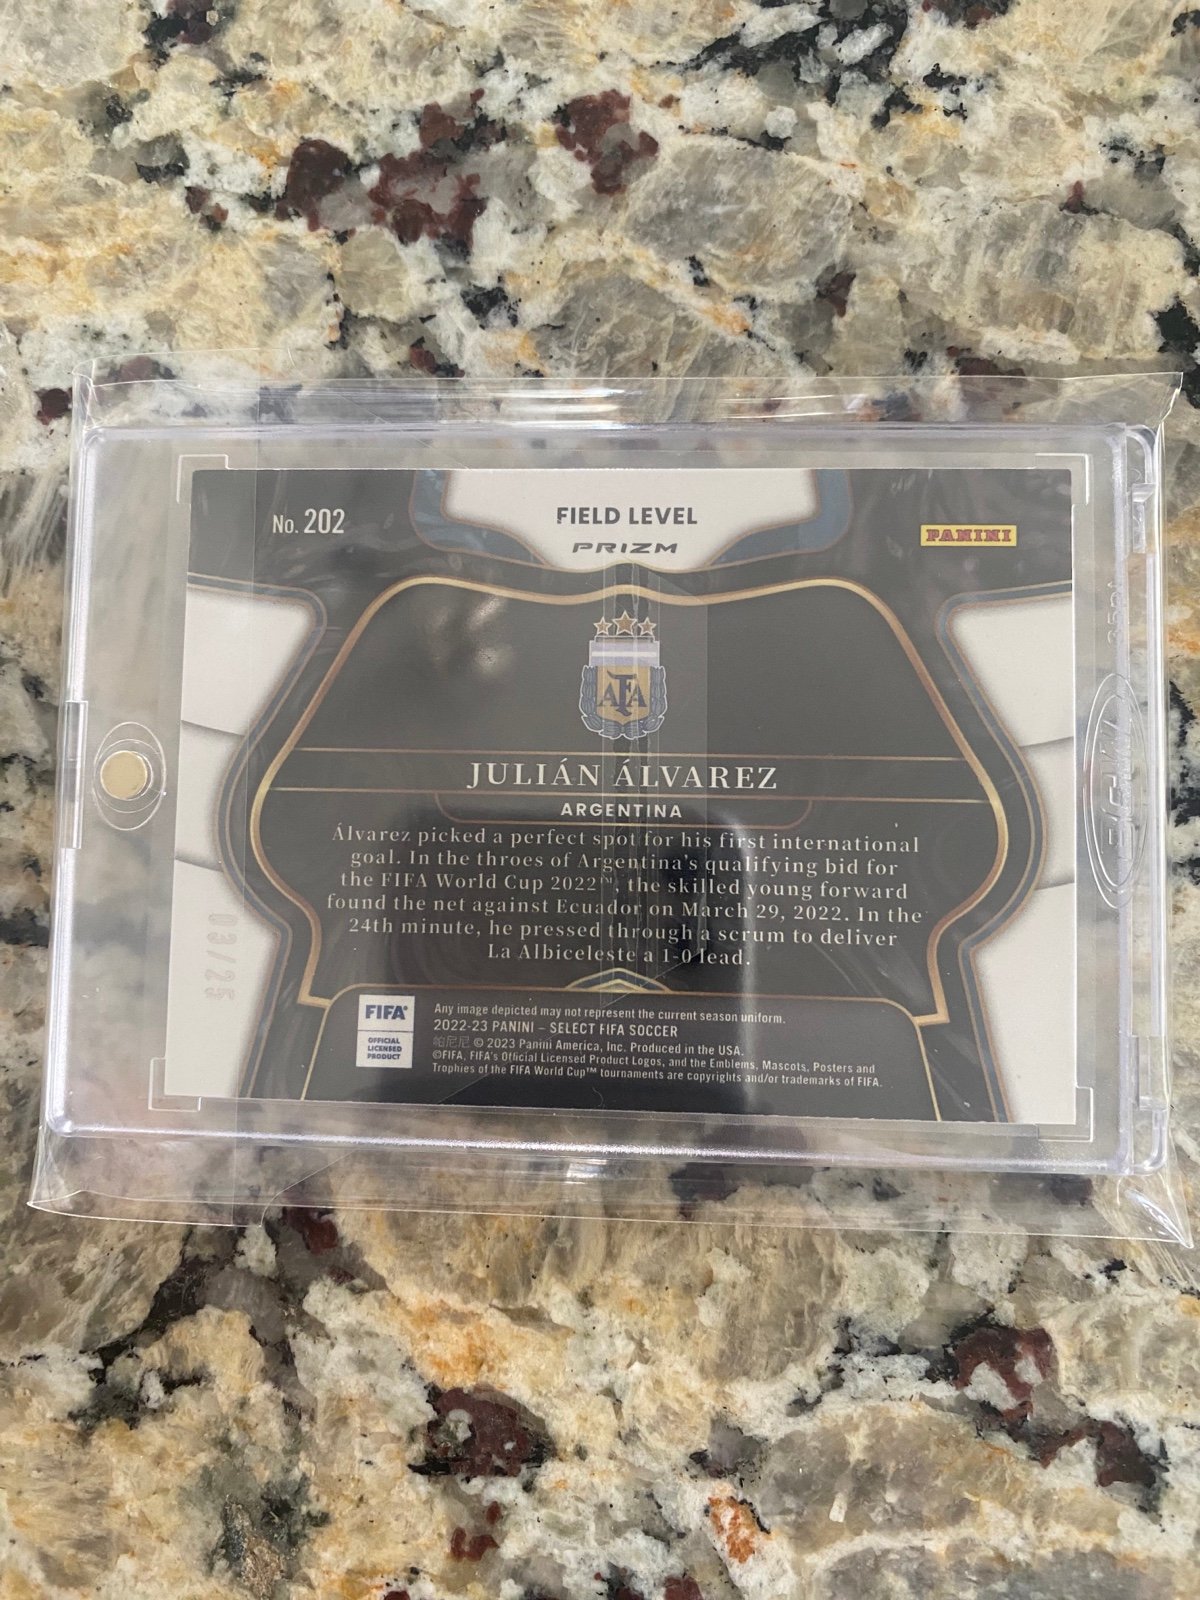 No. 202
FIELD LEVEL
PRIZM
PANINI
AFA
JULIÁN ÁLVAREZ
ARGENTINA
Álvarez picked a perfect spot for his first international
goal. In the throes of Argentina's qualifying bid for
the FIFA World Cup 2022™, the skilled young forward
found the net against Ecuador on March 29, 2022. In the
24th minute, he pressed through a scrum to deliver
La Albiceleste a 1-0 lead.
03/25
FIFA®
OFFICIAL
LICENSED
PRODUCT
Any image depicted may not represent the current season uniform.
2022-23 PANINI – SELECT FIFA SOCCER
帕尼尼 © 2023 Panini America, Inc. Produced in the USA.
©FIFA, FIFA's Official Licensed Product Logos, and the Emblems, Mascots, Posters and
Trophies of the FIFA World Cup™ tournaments are copyrights and/or trademarks of FIFA.